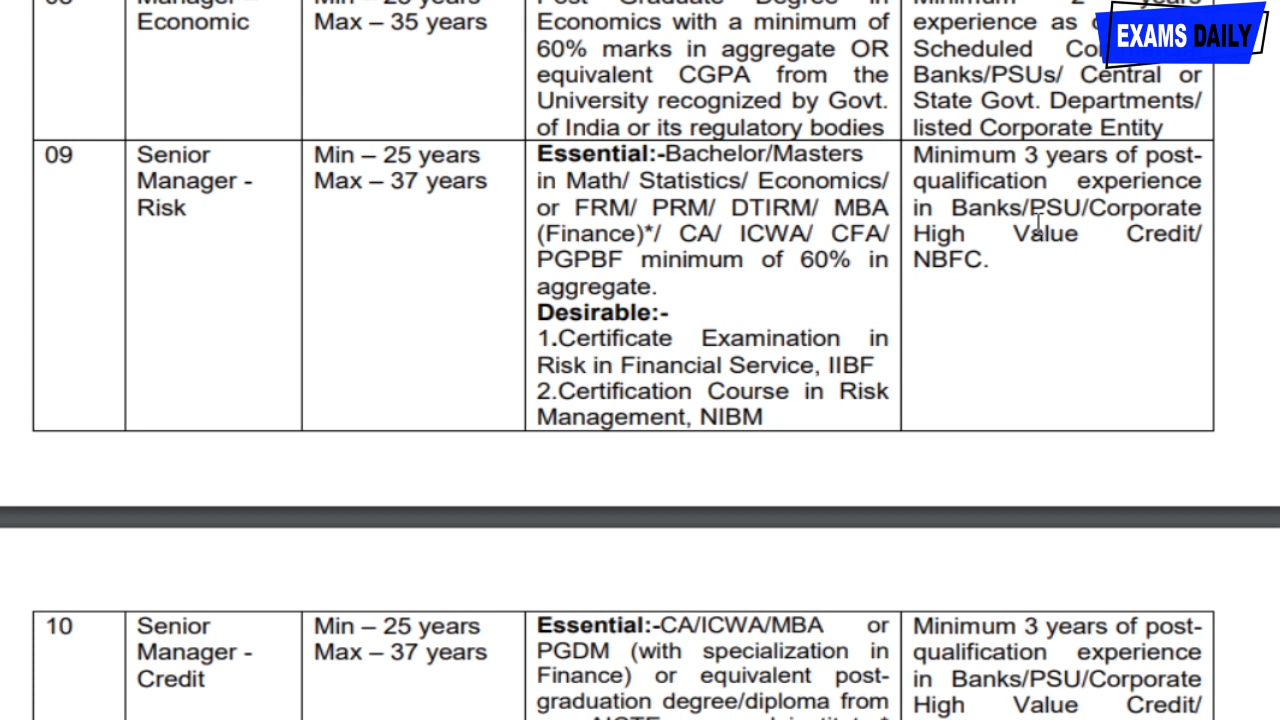 Economic
Max – 35 years
Economics with a minimum of
60% marks in aggregate OR
equivalent CGPA from the
University recognized by Govt.
of India or its regulatory bodies
experience as
Scheduled
Banks/PSUs/ Central or
State Govt. Departments/
listed Corporate Entity
EXAMS DAILY
09
Senior
Manager -
Risk
Min – 25 years
Max – 37 years
Essential:-Bachelor/Masters
in Math/ Statistics/ Economics/
or FRM/ PRM/ DTIRM/ MBA
(Finance)*/ CA/ ICWA/ CFA/
PGPBF minimum of 60% in
aggregate.
Desirable:-
1.Certificate Examination in
Risk in Financial Service, IIBF
2.Certification Course in Risk
Management, NIBM
Minimum 3 years of post-
qualification experience
in Banks/PSU/Corporate
High Value Credit/
NBFC.
10
Senior
Manager -
Credit
Min – 25 years
Max – 37 years
Essential:-CA/ICWA/MBA or
PGDM (with specialization in
Finance) or equivalent post-
graduation degree/diploma from
Minimum 3 years of post-
qualification experience
in Banks/PSU/Corporate
High Value Credit/